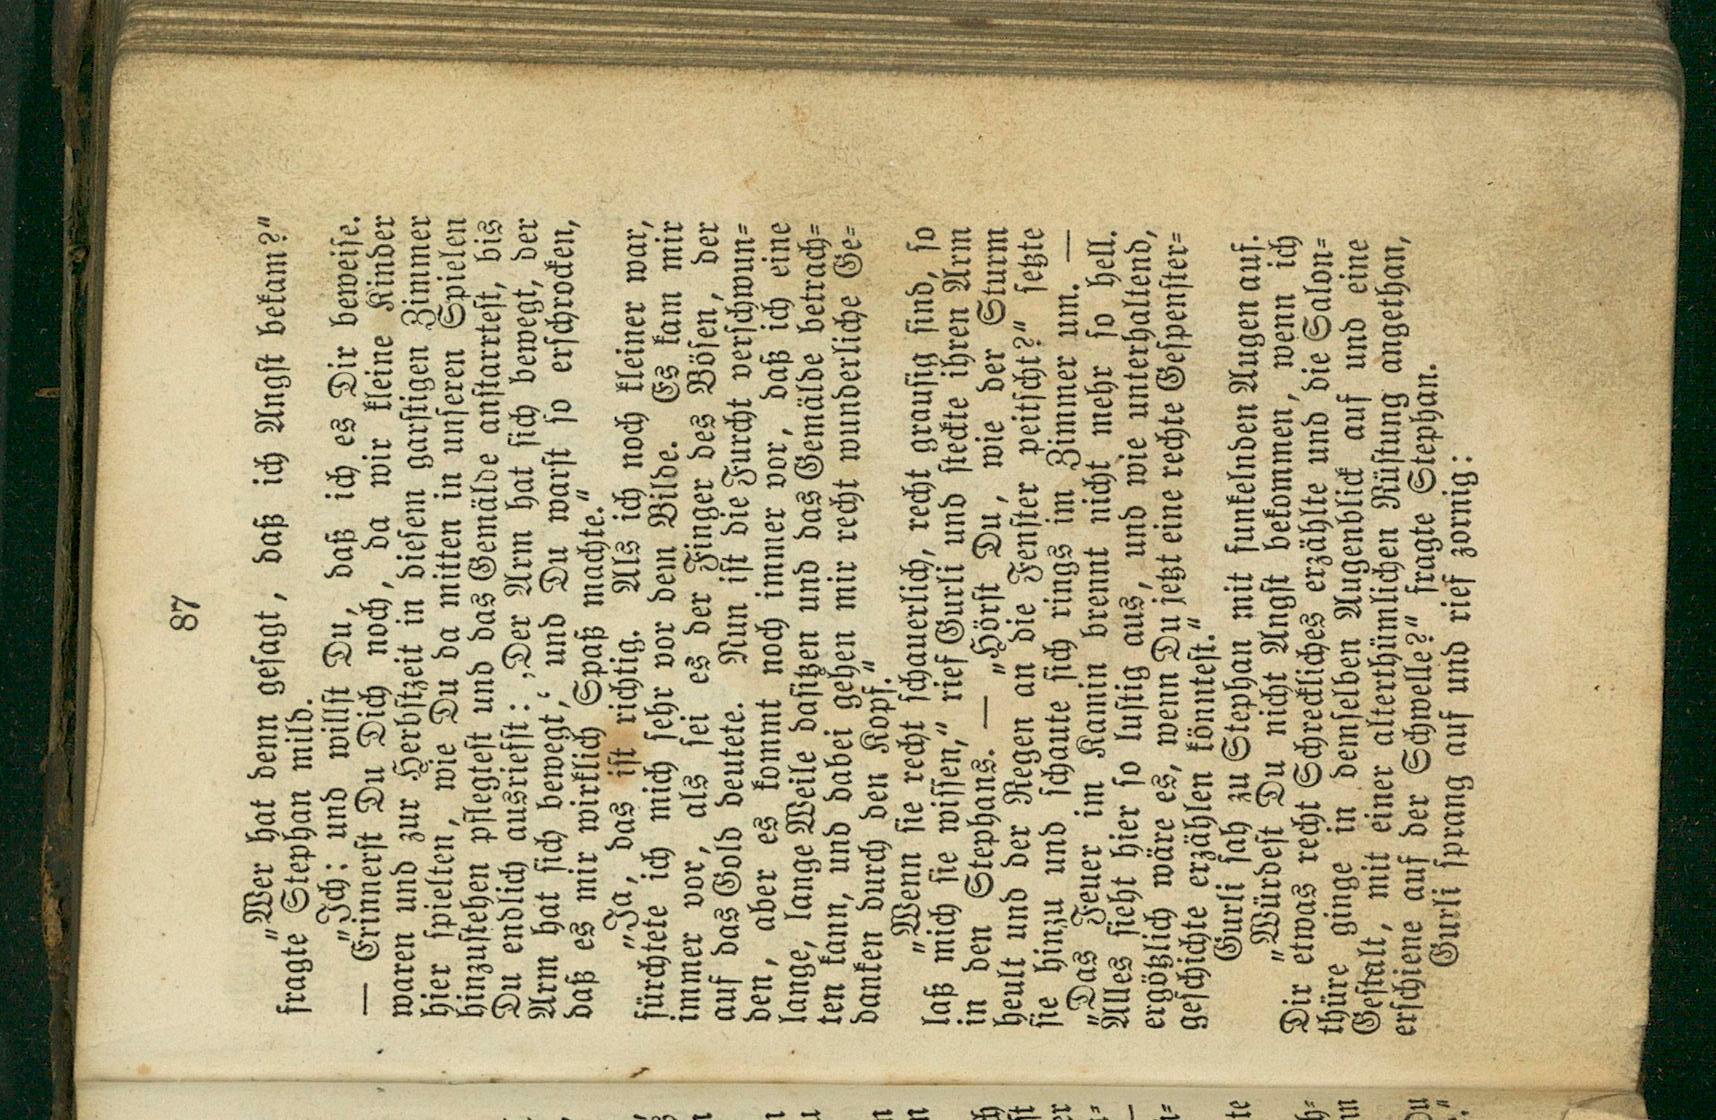 87
„Wer hat denn gesagt, daß ich Angst bekam?"
fragte Stephan mild.
„Ich: und willst Du, daß ich es Dir beweise.
— Erinnerst Du Dich noch, da wir kleine Kinder
waren und zur Herbstzeit in diesem garstigen Zimmer
hier spielten, wie Du da mitten in unseren Spielen
hinzustehen pflegtest und das Gemälde anstarrtest, bis
Du endlich ausriefst: ‚Der Arm hat sich bewegt, der
Arm hat sich bewegt,‘ und Du warst so erschrocken,
daß es mir wirklich Spaß machte.“
„Ja, das ist richtig. Als ich noch kleiner war,
fürchtete ich mich sehr vor dem Bilde. Es kam mir
immer vor, als sei es der Finger des Bösen, der
auf das Gold deutete. Nun ist die Furcht verschwun=
den, aber es kommt noch immer vor, daß ich eine
lange, lange Weile dasitzen und das Gemälde betrach=
ten kann, und dabei gehen mir recht wunderliche Ge=
danken durch den Kopf.“
„Wenn sie recht schauerlich, recht grausig sind, so
laß mich sie wissen,“ rief Gurli und steckte ihren Arm
in den Stephans. — „Hörst Du, wie der Sturm
heult und der Regen an die Fenster peitscht?“ setzte
sie hinzu und schaute sich rings im Zimmer um. —
„Das Feuer im Kamin brennt nicht mehr so hell.
Alles sieht hier so lustig aus, und wie unterhaltend,
ergötzlich wäre es, wenn Du jetzt eine rechte Gespenster=
geschichte erzählen könntest.“
Gurli sah zu Stephan mit funkelnden Augen auf.
„Würdest Du nicht Angst bekommen, wenn ich
Dir etwas recht Schreckliches erzählte und die Salon=
thüre ginge in demselben Augenblick auf und eine
Gestalt, mit einer alterthümlichen Rüstung angethan,
erschiene auf der Schwelle?“ fragte Stephan.
Gurli sprang auf und rief zornig: